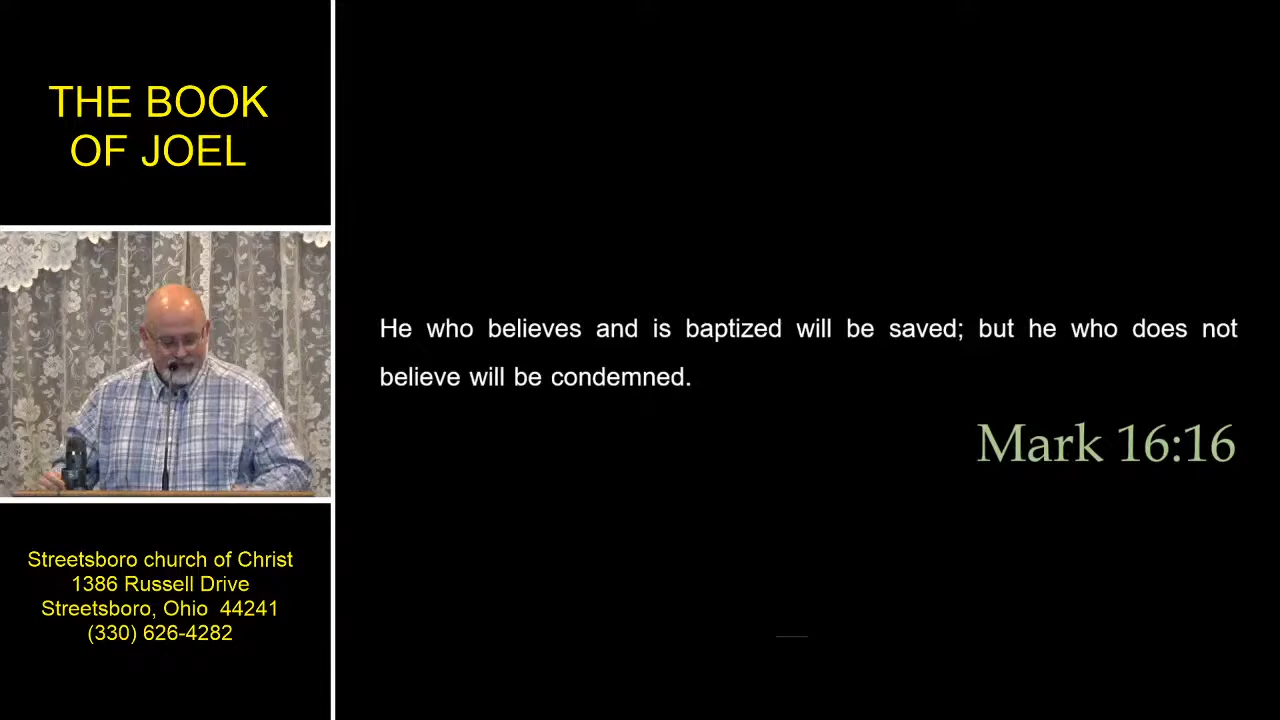 THE BOOK
OF JOEL
Streetsboro church of Christ
1386 Russell Drive
Streetsboro, Ohio 44241
(330) 626-4282
He who believes and is baptized will be saved; but he who does not
believe will be condemned.
Mark 16:16